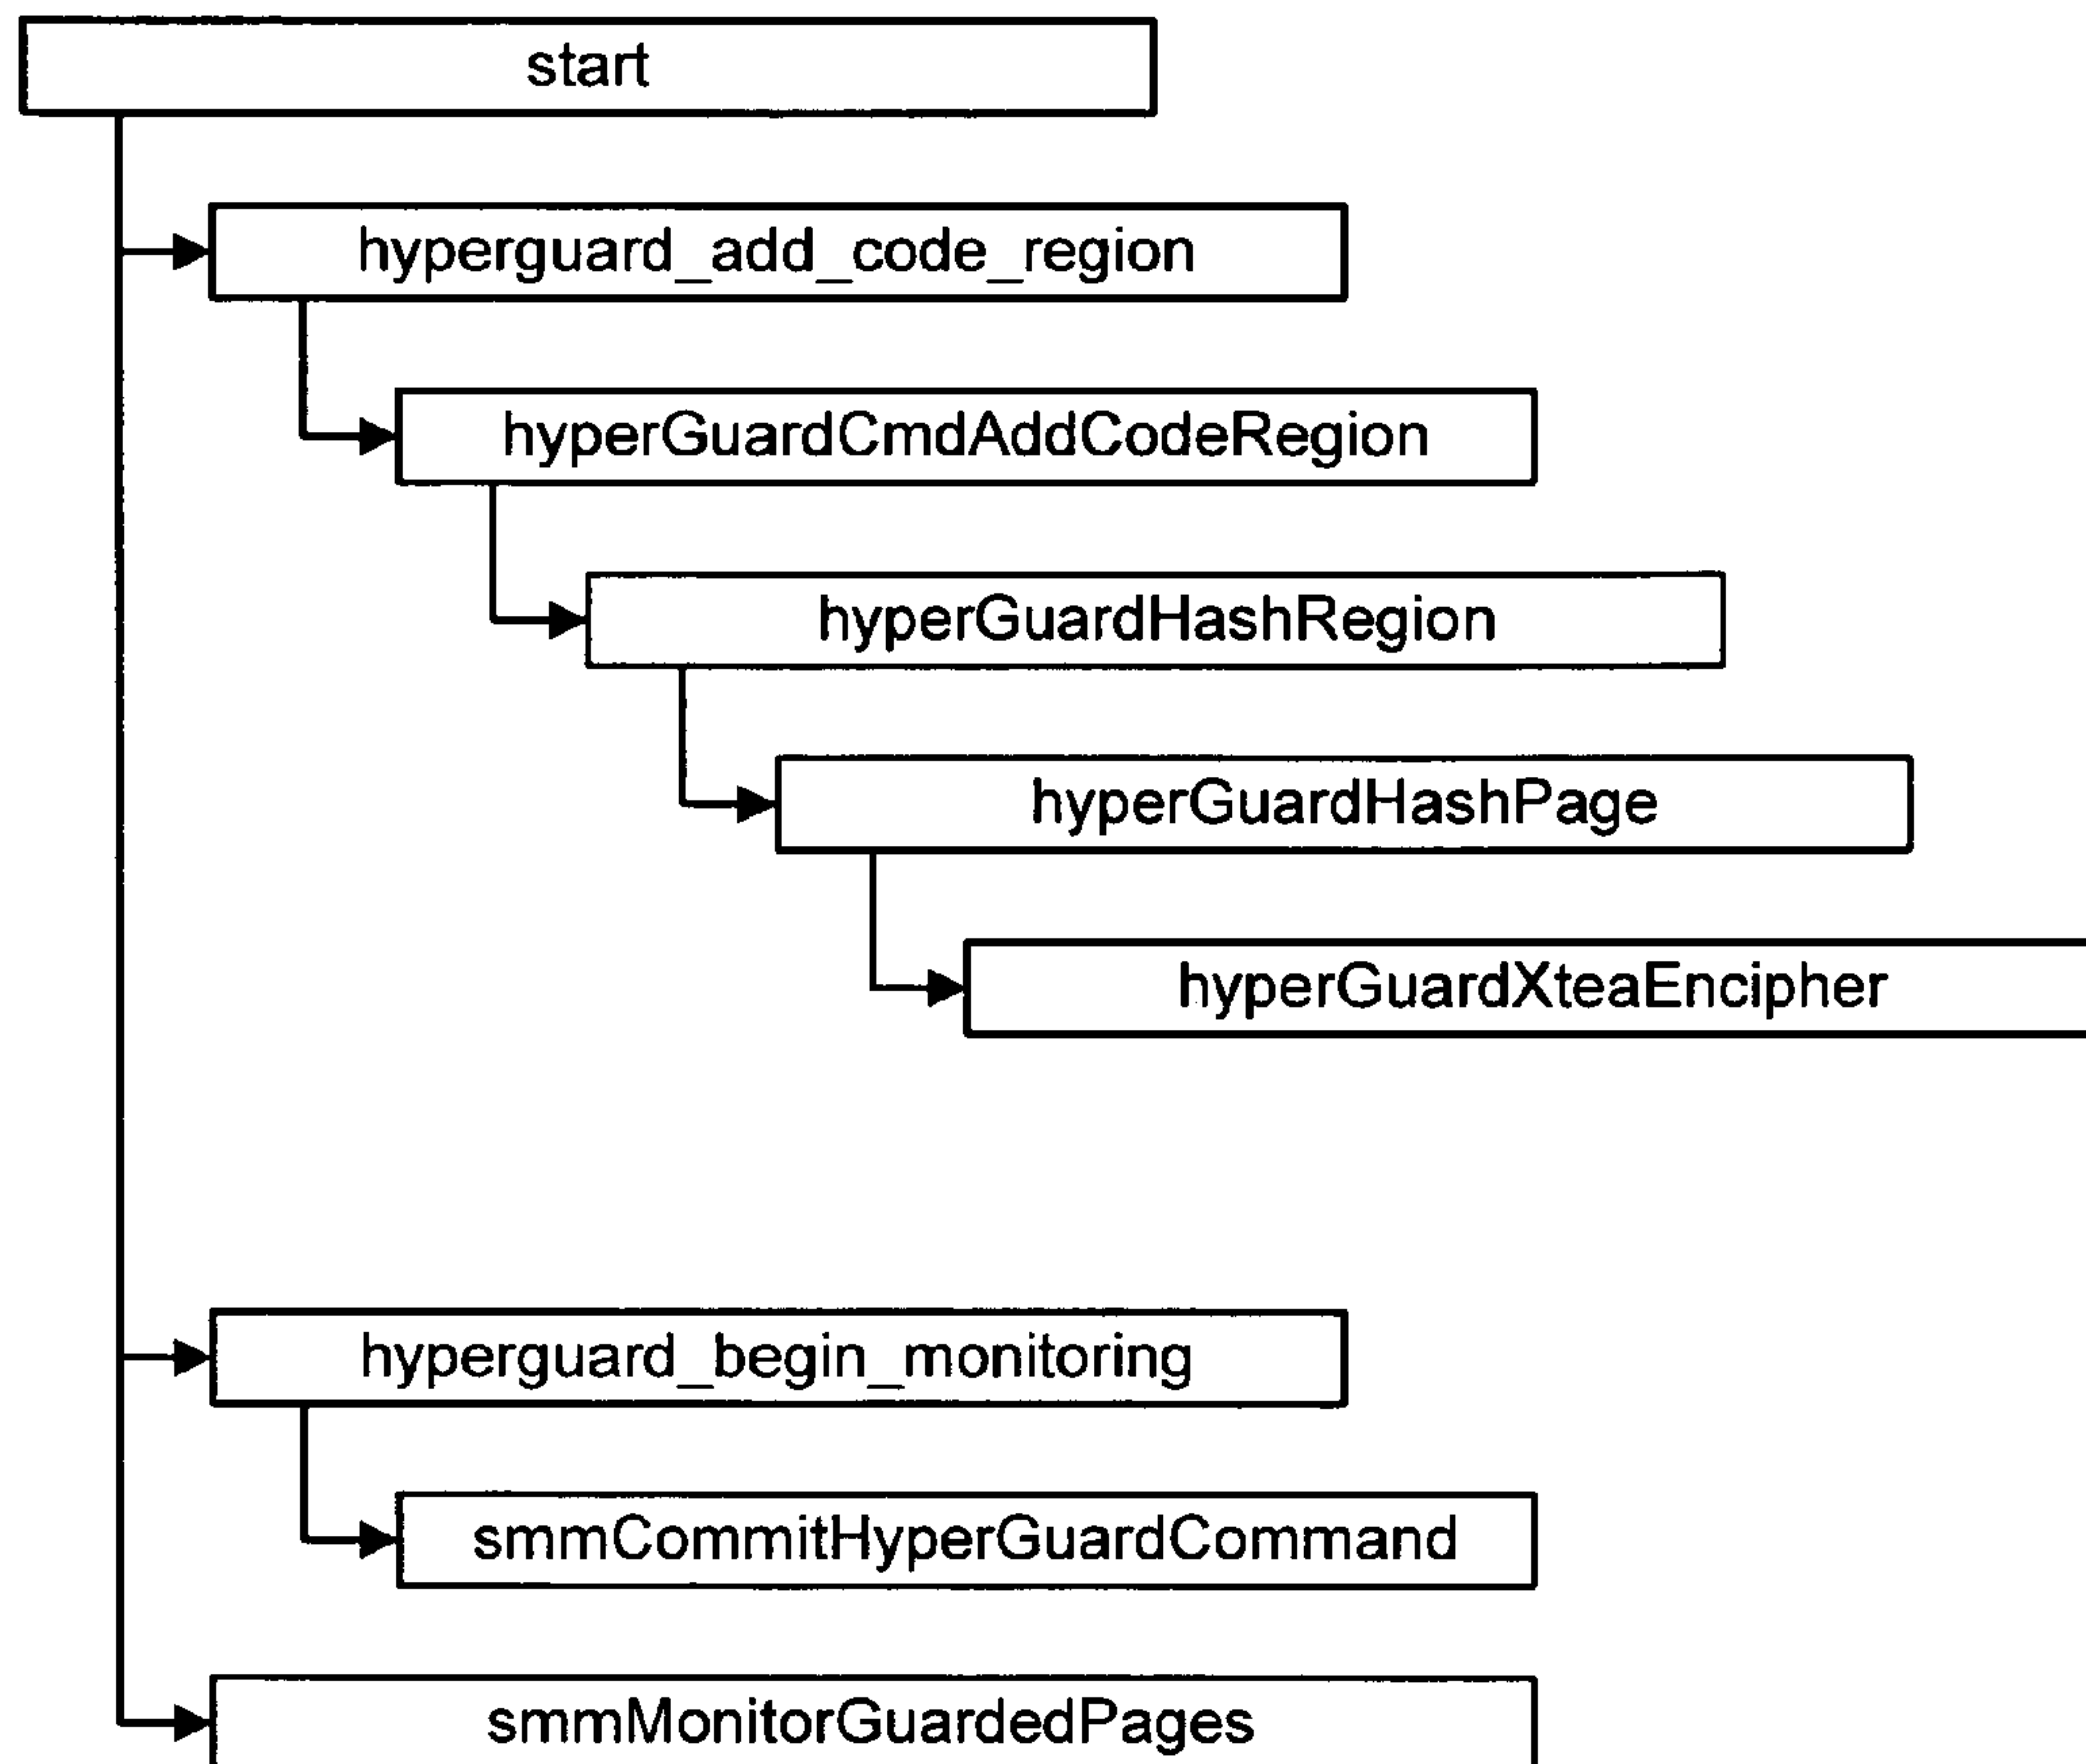 start
hyperguard_add_code_region
hyperGuardCmdAddCodeRegion
hyperGuardHashRegion
hyperGuardHashPage
hyperGuardXteaEncipher
hyperguard_begin_monitoring
smmCommitHyperGuardCommand
smmMonitorGuardedPages